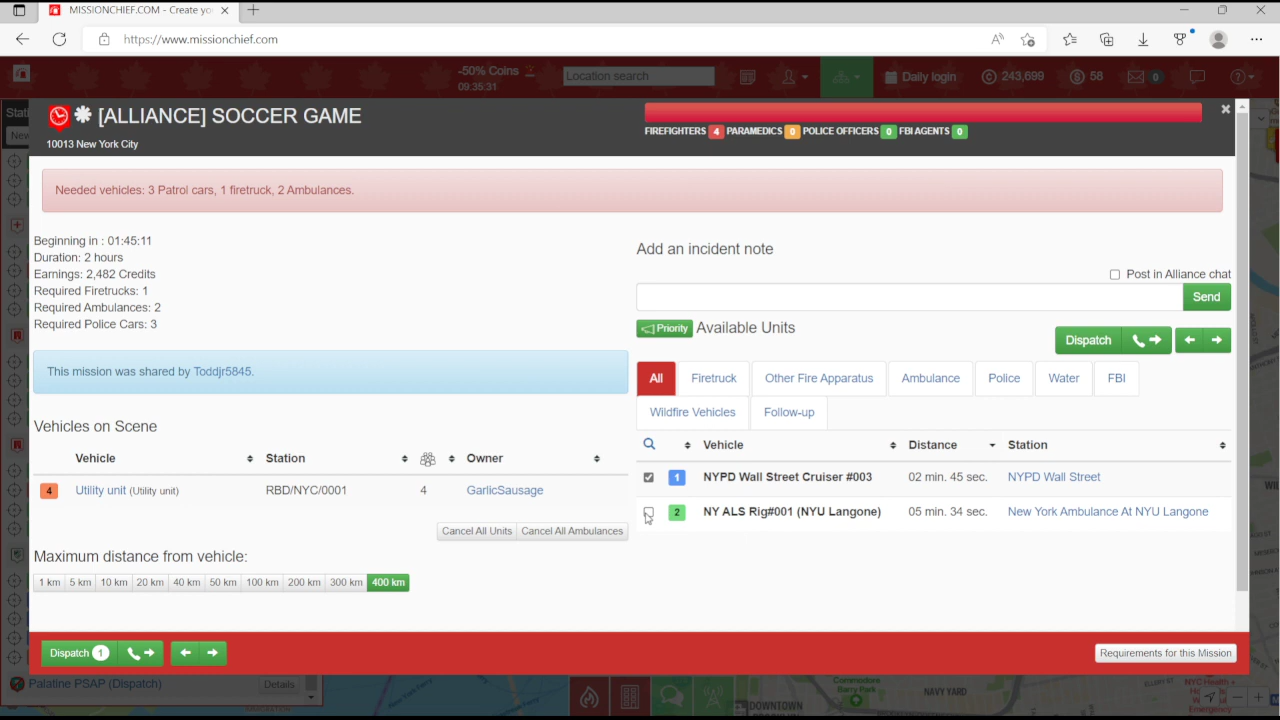 MISSIONCHIEF.COM - Create yo
https://www.missionchief.com
-50% Coins
09:35:31
Location search
Daily login
243,699
58
0
[ALLIANCE] SOCCER GAME
10013 New York City
FIREFIGHTERS 4 PARAMEDICS 0 POLICE OFFICERS 0 FBI AGENTS 0
Needed vehicles: 3 Patrol cars, 1 firetruck, 2 Ambulances.
Beginning in : 01:45:11
Duration: 2 hours
Earnings: 2,482 Credits
Required Firetrucks: 1
Required Ambulances: 2
Required Police Cars: 3
This mission was shared by Toddjr5845.
Vehicles on Scene
Vehicle Station Owner
4 Utility unit (Utility unit) RBD/NYC/0001 4 GarlicSausage
Cancel All Units Cancel All Ambulances
Maximum distance from vehicle:
1 km 5 km 10 km 20 km 40 km 50 km 100 km 200 km 300 km 400 km
Add an incident note
Post in Alliance chat
Send
Priority Available Units
Dispatch
All Firetruck Other Fire Apparatus Ambulance Police Water FBI
Wildfire Vehicles Follow-up
Vehicle Distance Station
1 NYPD Wall Street Cruiser #003 02 min. 45 sec. NYPD Wall Street
2 NY ALS Rig#001 (NYU Langone) 05 min. 34 sec. New York Ambulance At NYU Langone
Dispatch 1
Requirements for this Mission
Palatine PSAP (Dispatch) Details
Commodore
Barry Park
NAVY YARD
DOWNTOWN